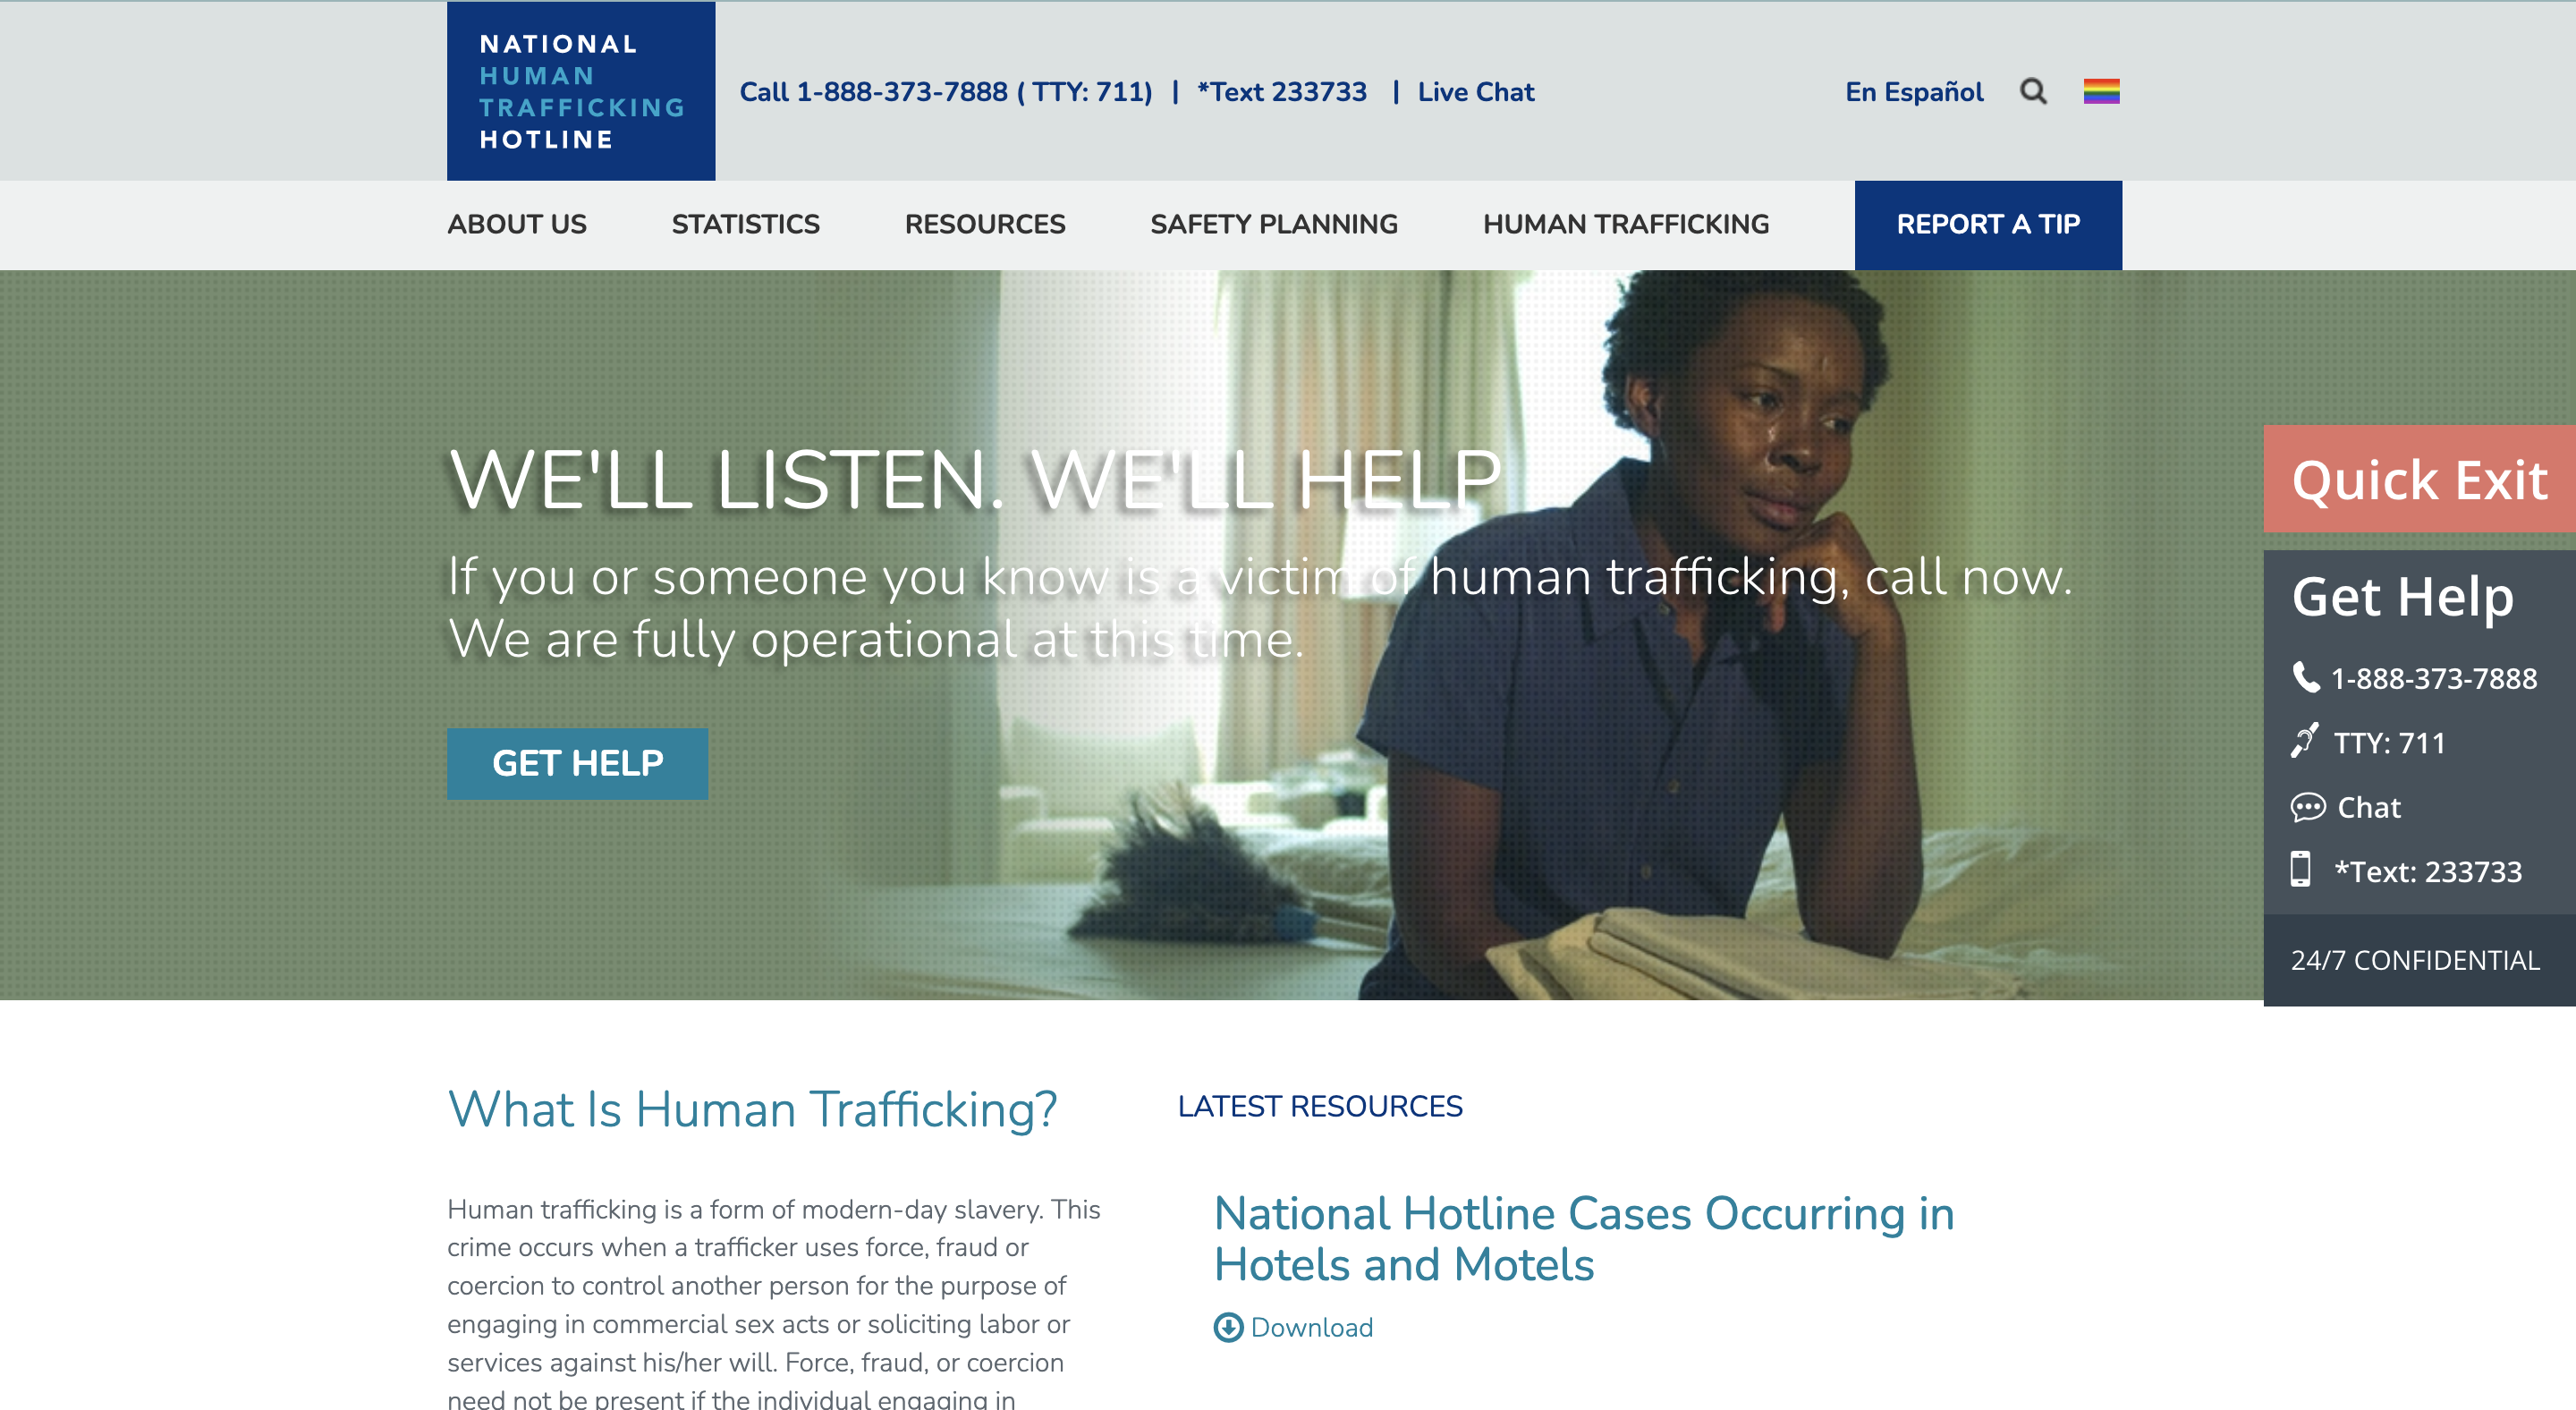 NATIONAL
HUMAN
TRAFFICKING
HOTLINE
Call 1-888-373-7888 ( TTY: 711) | *Text 233733 | Live Chat
En Español
ABOUT US STATISTICS RESOURCES SAFETY PLANNING HUMAN TRAFFICKING REPORT A TIP
WE'LL LISTEN. WE'LL HELP
If you or someone you know is a victim of human trafficking, call now.
We are fully operational at this time.
GET HELP
Quick Exit
Get Help
1-888-373-7888
TTY: 711
Chat
*Text: 233733
24/7 CONFIDENTIAL
What Is Human Trafficking?
Human trafficking is a form of modern-day slavery. This
crime occurs when a trafficker uses force, fraud or
coercion to control another person for the purpose of
engaging in commercial sex acts or soliciting labor or
services against his/her will. Force, fraud, or coercion
need not be present if the individual engaging in
LATEST RESOURCES
National Hotline Cases Occurring in
Hotels and Motels
Download